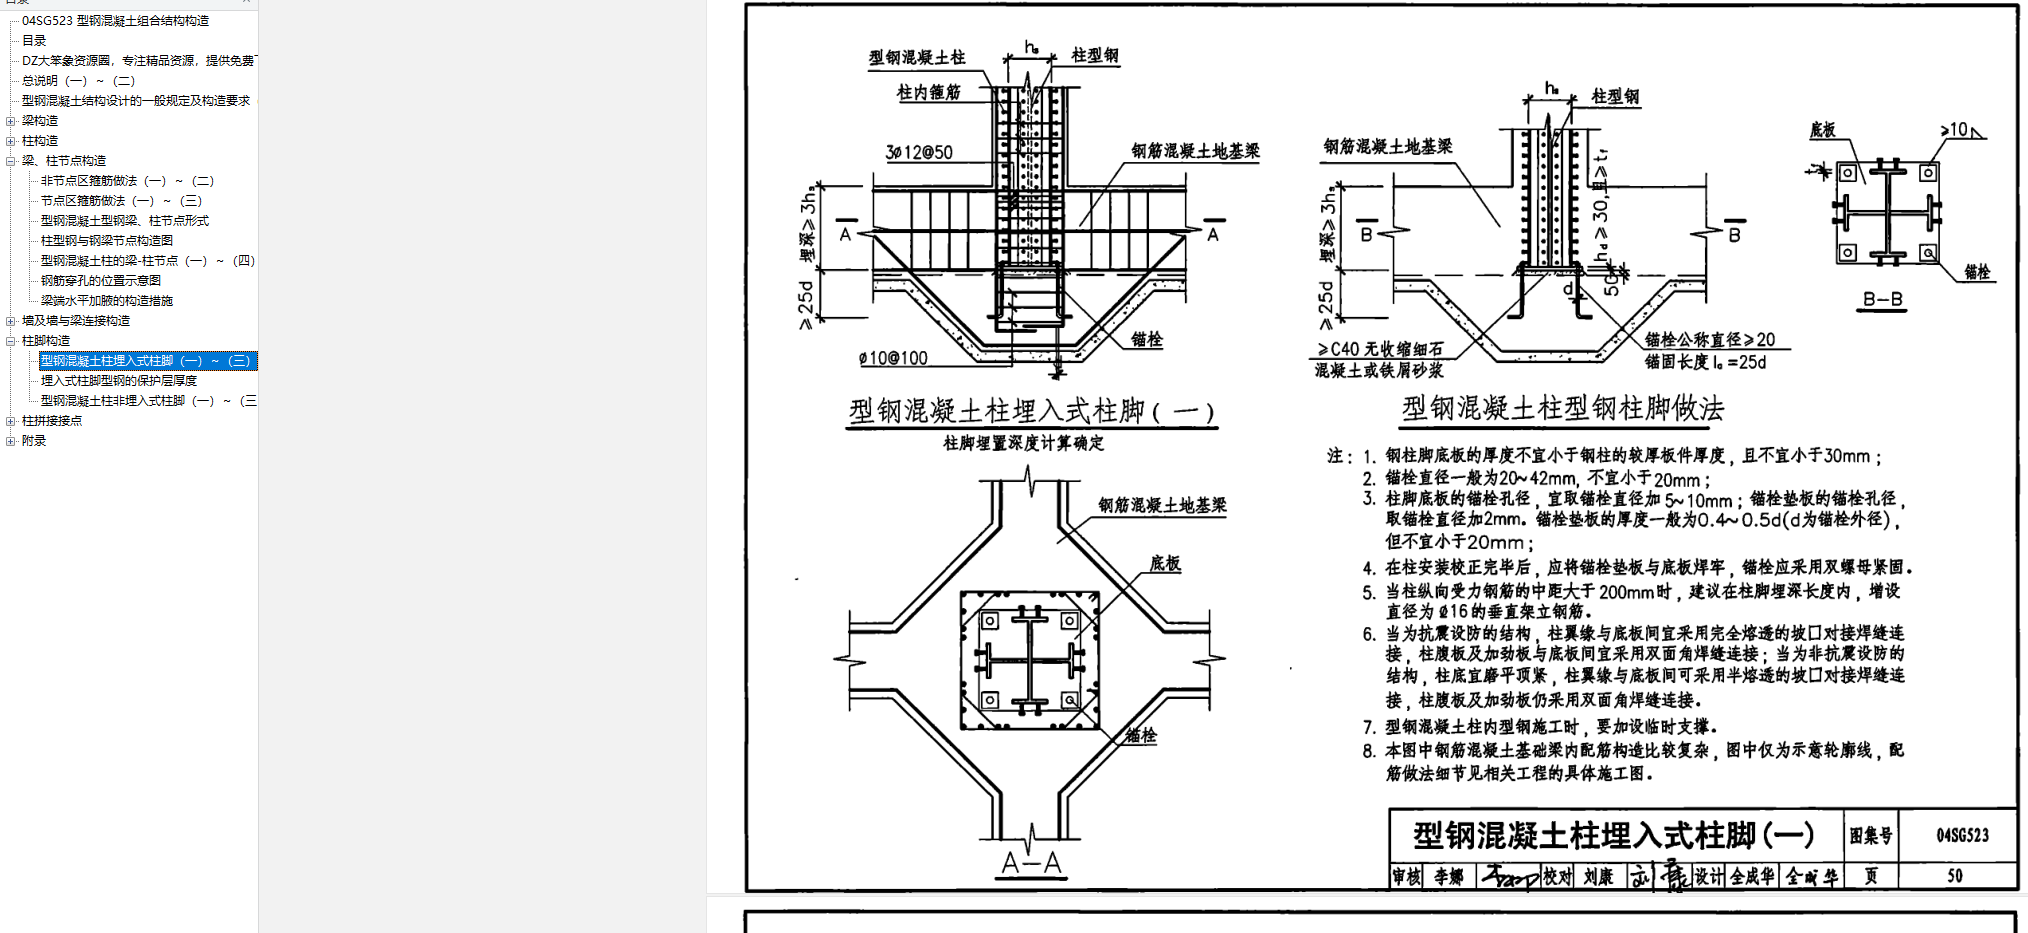 04SG523 型钢混凝土组合结构构造
目录
DZ大笨象资源圈，专注精品资源，提供免费下
总说明（一）~（二）
型钢混凝土结构设计的一般规定及构造要求
梁构造
柱构造
梁、柱节点构造
非节点区箍筋做法（一）~（二）
节点区箍筋做法（一）~（三）
型钢混凝土型钢梁、柱节点形式
柱型钢与钢梁节点构造图
型钢混凝土柱的梁-柱节点（一）~（四）
钢筋穿孔的位置示意图
梁端水平加腋的构造措施
墙及墙与梁连接构造
柱脚构造
型钢混凝土柱埋入式柱脚（一）~（三）
埋入式柱脚型钢的保护层厚度
型钢混凝土柱非埋入式柱脚（一）~（三
柱拼接接点
附录
型钢混凝土柱
hₐ
柱型钢
柱内箍筋
3ø12@50
钢筋混凝土地基梁
埋深≥3hₐ
A
A
≥25d
锚栓
ø10@100
型钢混凝土柱埋入式柱脚(一)
柱脚埋置深度计算确定
hₐ
柱型钢
钢筋混凝土地基梁
hd≥30,且≥tf
埋深≥3hₐ
B
B
≥25d
d
50
≥C40无收缩细石
混凝土或铁屑砂浆
锚栓公称直径≥20
锚固长度 lₐ=25d
型钢混凝土柱型钢柱脚做法
底板
≥10
tf
锚栓
B-B
钢筋混凝土地基梁
底板
锚栓
A-A
注：1. 钢柱脚底板的厚度不宜小于钢柱的较厚板件厚度，且不宜小于30mm；
2. 锚栓直径一般为20~42mm，不宜小于20mm；
3. 柱脚底板的锚栓孔径，宜取锚栓直径加5~10mm；锚栓垫板的锚栓孔径，
取锚栓直径加2mm。锚栓垫板的厚度一般为0.4~0.5d(d为锚栓外径)，
但不宜小于20mm；
4. 在柱安装校正完毕后，应将锚栓垫板与底板焊牢，锚栓应采用双螺母紧固。
5. 当柱纵向受力钢筋的中距大于200mm时，建议在柱脚埋深长度内，增设
直径为ø16的垂直架立钢筋。
6. 当为抗震设防的结构，柱翼缘与底板间宜采用完全熔透的坡口对接焊缝连
接，柱腹板及加劲板与底板间宜采用双面角焊缝连接；当为非抗震设防的
结构，柱底宜磨平顶紧，柱翼缘与底板间可采用半熔透的坡口对接焊缝连
接，柱腹板及加劲板仍采用双面角焊缝连接。
7. 型钢混凝土柱内型钢施工时，要加设临时支撑。
8. 本图中钢筋混凝土基础梁内配筋构造比较复杂，图中仅为示意轮廓线，配
筋做法细节见相关工程的具体施工图。
型钢混凝土柱埋入式柱脚(一) 图集号 04SG523
审核 李娜 校对 刘康 设计 全成华 全成华 页 50